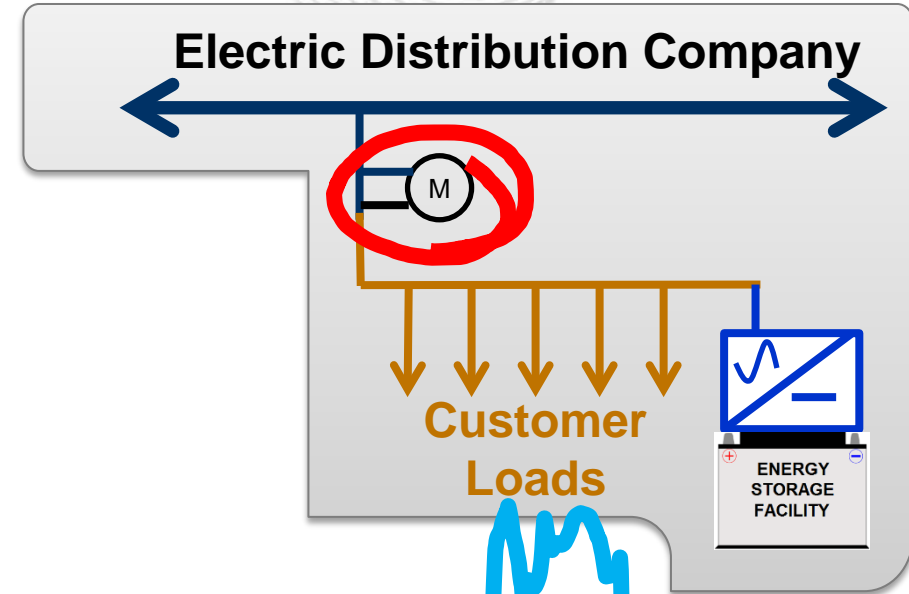 Electric Distribution Company
M
Customer
Loads
ENERGY
STORAGE
FACILITY